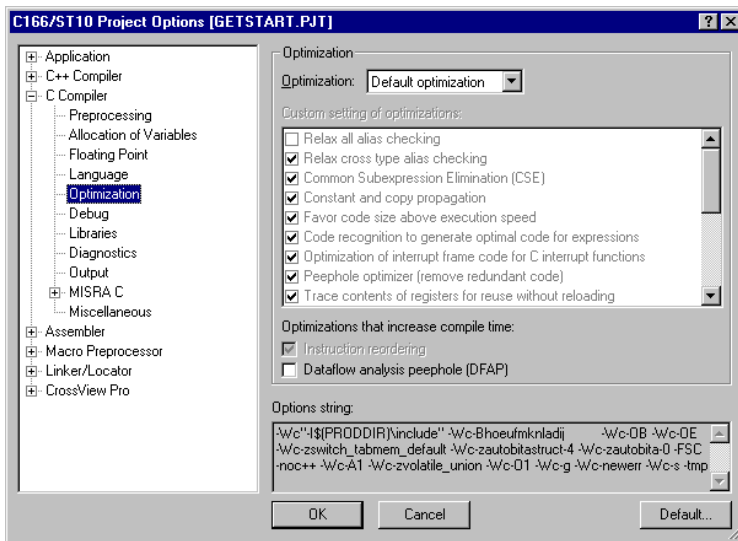 C166/ST10 Project Options [GETSTART.PJT]
Application
C++ Compiler
C Compiler
Preprocessing
Allocation of Variables
Floating Point
Language
Optimization
Debug
Libraries
Diagnostics
Output
MISRA C
Miscellaneous
Assembler
Macro Preprocessor
Linker/Locator
CrossView Pro
Optimization
Optimization: Default optimization
Custom setting of optimizations:
Relax all alias checking
Relax cross type alias checking
Common Subexpression Elimination (CSE)
Constant and copy propagation
Favor code size above execution speed
Code recognition to generate optimal code for expressions
Optimization of interrupt frame code for C interrupt functions
Peephole optimizer (remove redundant code)
Trace contents of registers for reuse without reloading
Optimizations that increase compile time:
Instruction reordering
Dataflow analysis peephole (DFAP)
Options string:
-Wc"-I$(PRODDIR)\include" -Wc-Bhoeufmknladij -Wc-OB -Wc-OE
-Wc-zswitch_tabmem_default -Wc-zautobitastruct-4 -Wc-zautobita-0 -FSC
-noc++ -Wc-A1 -Wc-zvolatile_union -Wc-O1 -Wc-g -Wc-newerr -Wc-s -tmp
OK Cancel Default...